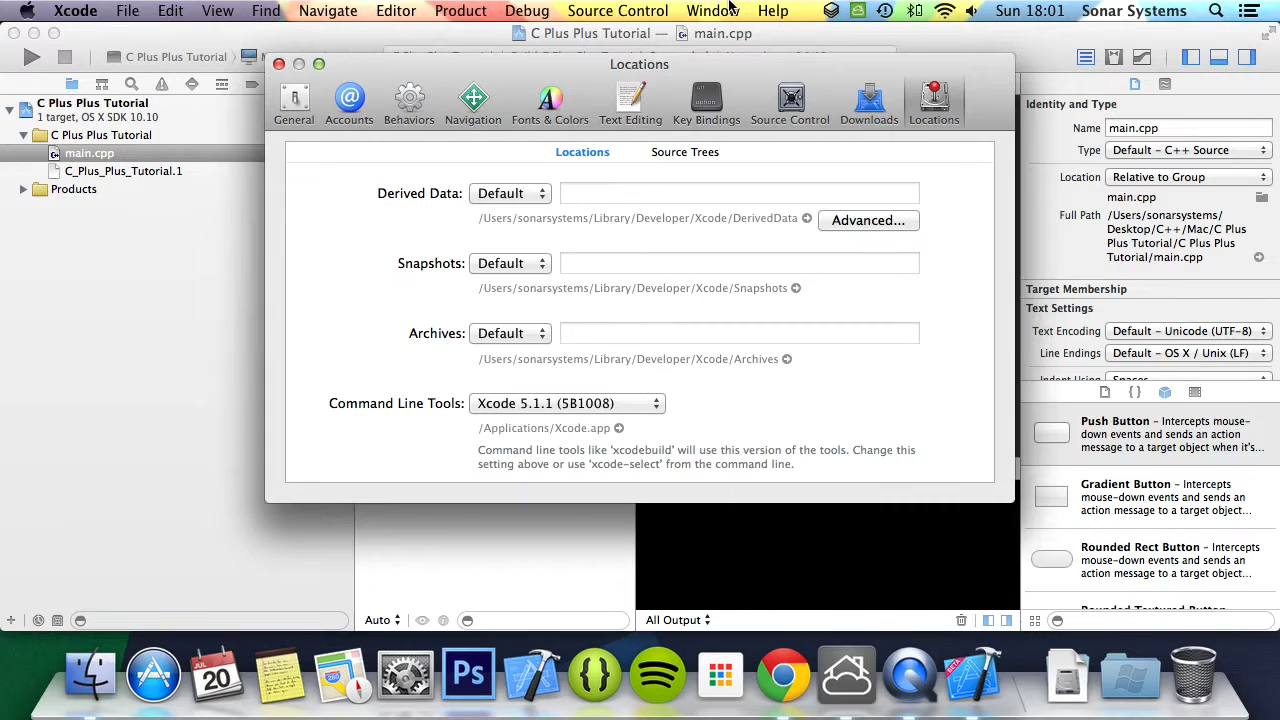 Xcode File Edit View Find Navigate Editor Product Debug Source Control Window Help Sun 18:01 Sonar Systems
C Plus Plus Tutorial — main.cpp
C Plus Plus Tutorial
Locations
General Accounts Behaviors Navigation Fonts & Colors Text Editing Key Bindings Source Control Downloads Locations
option
Locations Source Trees
Derived Data: Default
/Users/sonarsystems/Library/Developer/Xcode/DerivedData
Advanced...
Snapshots: Default
/Users/sonarsystems/Library/Developer/Xcode/Snapshots
Archives: Default
/Users/sonarsystems/Library/Developer/Xcode/Archives
Command Line Tools: Xcode 5.1.1 (5B1008)
/Applications/Xcode.app
Command line tools like 'xcodebuild' will use this version of the tools. Change this
setting above or use 'xcode-select' from the command line.
C Plus Plus Tutorial
1 target, OS X SDK 10.10
C Plus Plus Tutorial
main.cpp
C_Plus_Plus_Tutorial.1
Products
Identity and Type
Name main.cpp
Type Default - C++ Source
Location Relative to Group
main.cpp
Full Path /Users/sonarsystems/
Desktop/C++/Mac/C Plus
Plus Tutorial/C Plus Plus
Tutorial/main.cpp
Target Membership
Text Settings
Text Encoding Default - Unicode (UTF-8)
Line Endings Default - OS X / Unix (LF)
Indent Using Spaces
{ }
Push Button - Intercepts
mouse-down events and sends an
action message to a target object
when it's...
Gradient Button - Intercepts
mouse-down events and sends an
action message to a target object...
Rounded Rect Button - Intercepts
mouse-down events and sends an
action message to a target object...
Rounded Textured Button
Auto
All Output
JUL
20
Ps
BETA